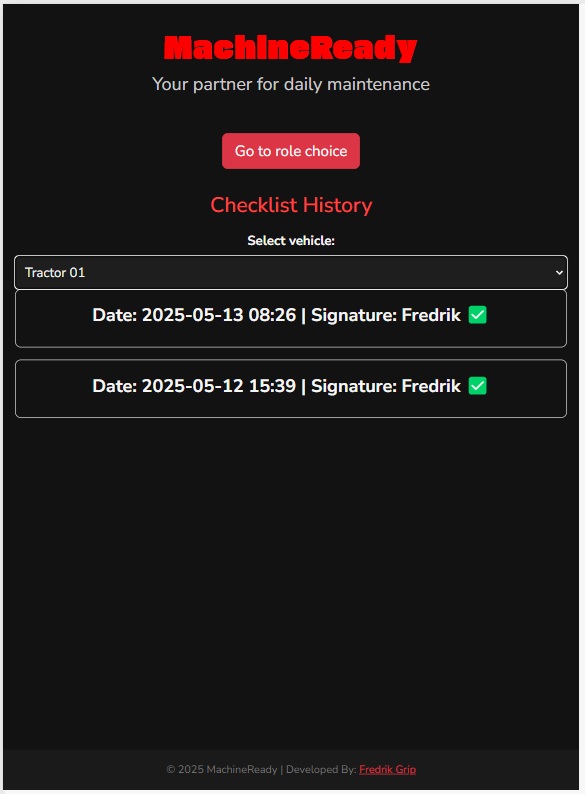 MachineReady
Your partner for daily maintenance
Go to role choice
Checklist History
Select vehicle:
Tractor 01
Date: 2025-05-13 08:26 | Signature: Fredrik ✅
Date: 2025-05-12 15:39 | Signature: Fredrik ✅
© 2025 MachineReady | Developed By: Fredrik Grip